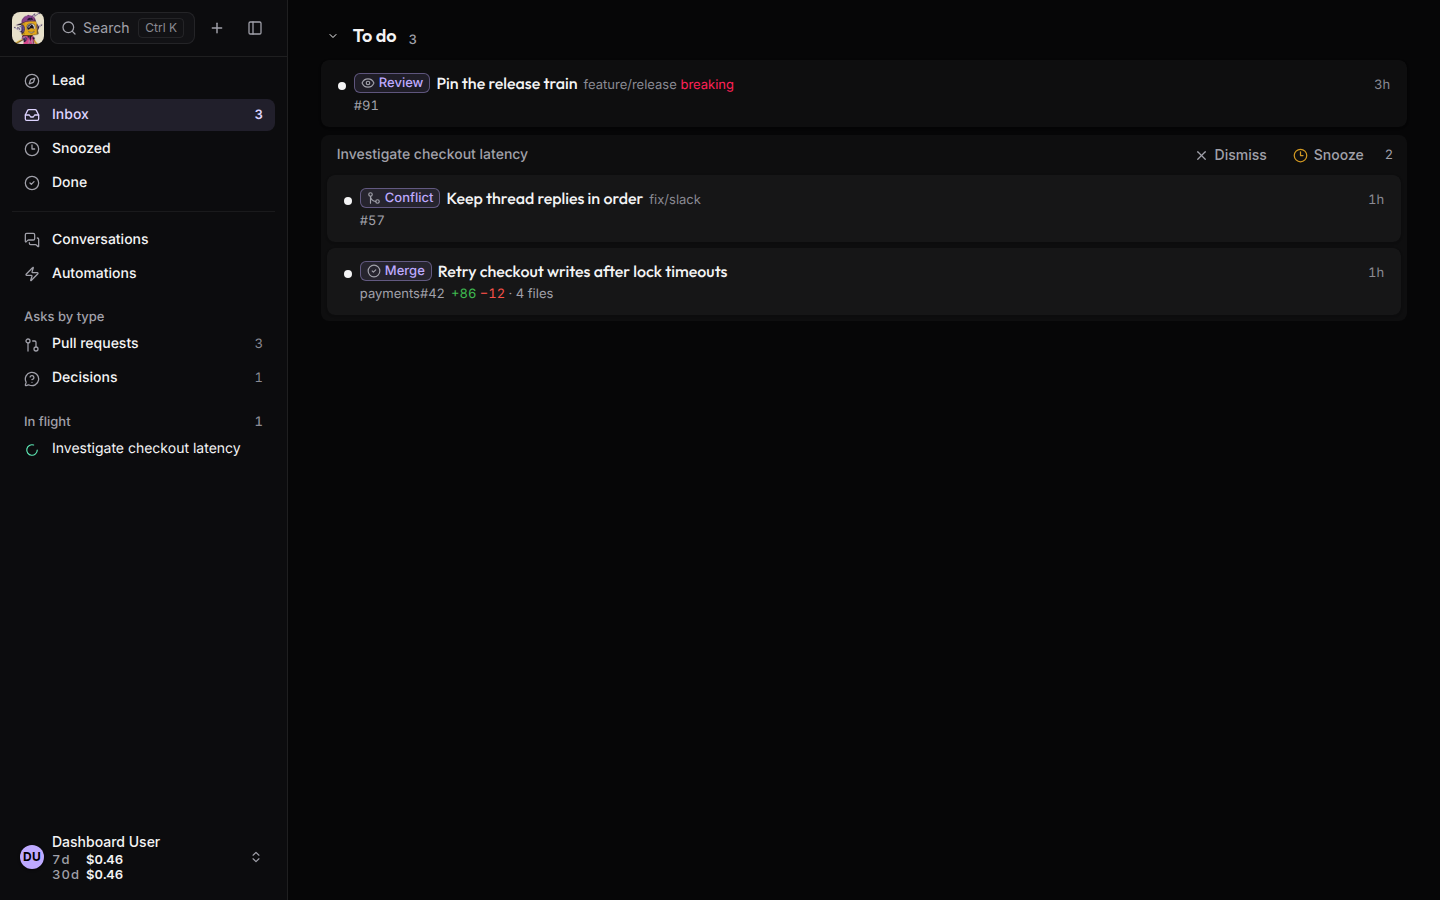 Search Ctrl K
Lead
Inbox 3
Snoozed
Done
Conversations
Automations
Asks by type
Pull requests 3
Decisions 1
In flight 1
Investigate checkout latency
DU
Dashboard User
7d $0.46
30d $0.46
To do 3
Review Pin the release train feature/release breaking 3h
#91
Investigate checkout latency Dismiss Snooze 2
Conflict Keep thread replies in order fix/slack 1h
#57
Merge Retry checkout writes after lock timeouts 1h
payments#42 +86 −12 · 4 files